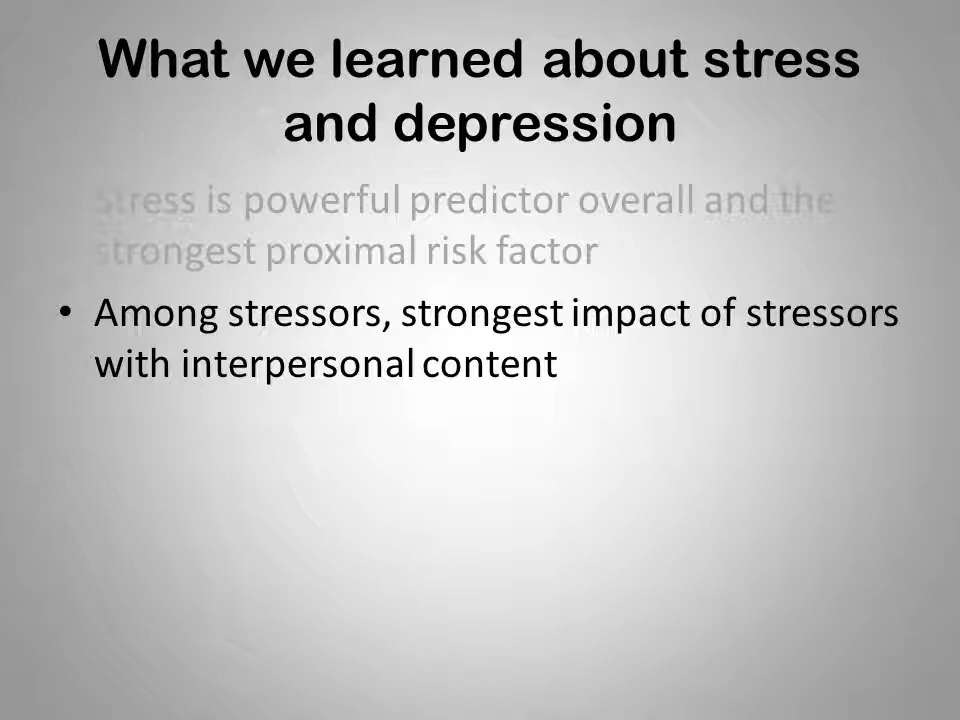 What we learned about stress
and depression
Stress is powerful predictor overall and the
strongest proximal risk factor
• Among stressors, strongest impact of stressors
with interpersonal content